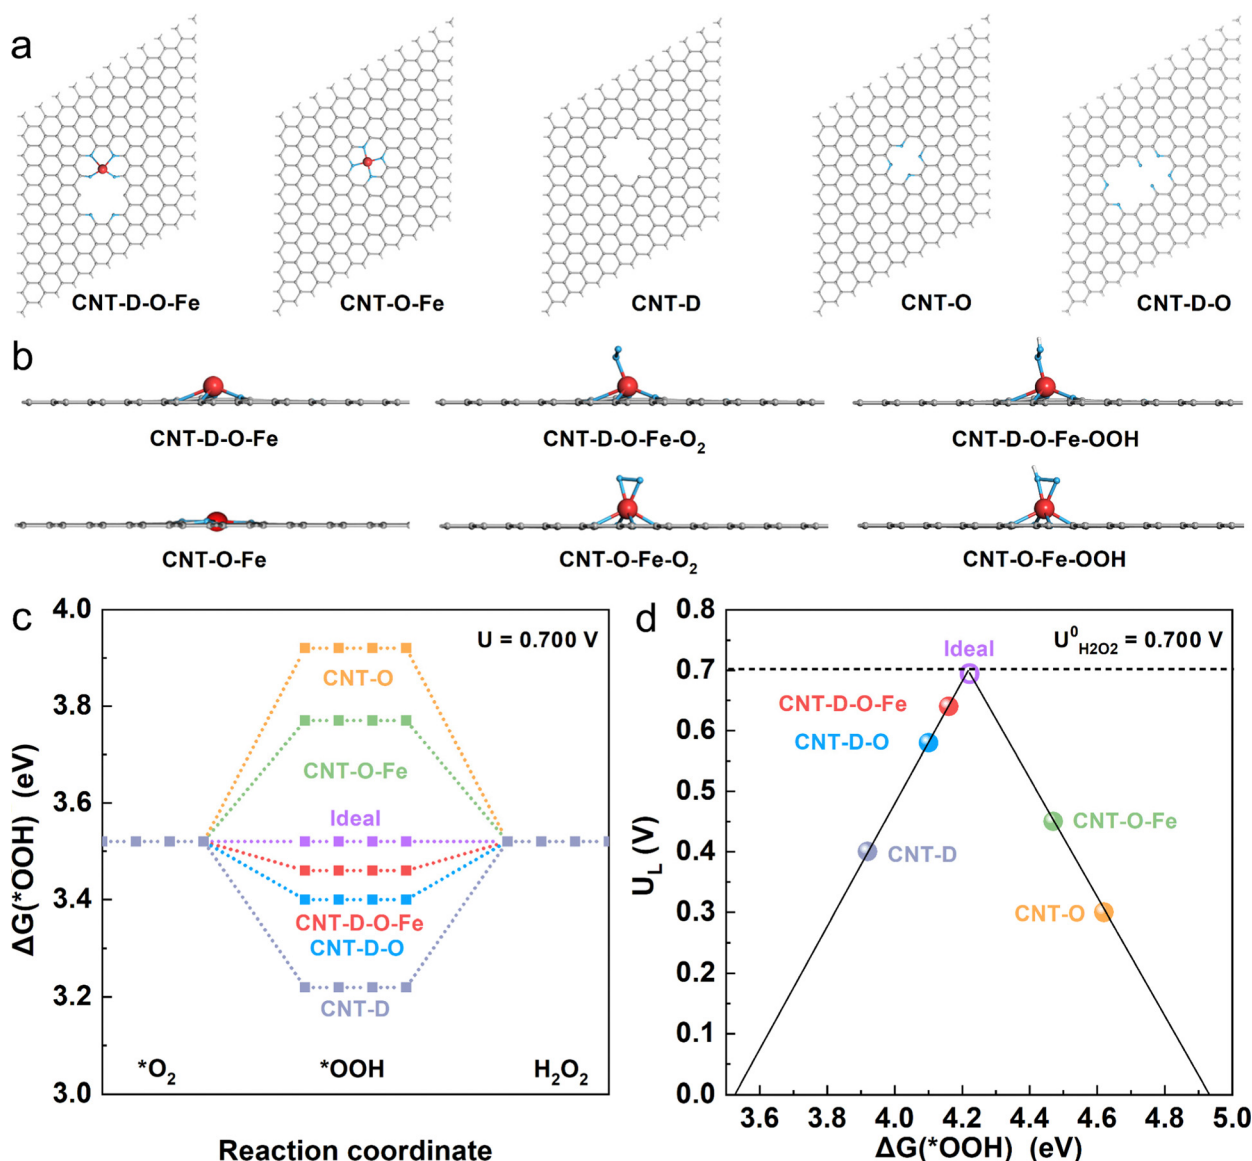 a
CNT-D-O-Fe
CNT-O-Fe
CNT-D
CNT-O
CNT-D-O
b
CNT-D-O-Fe
CNT-D-O-Fe-O₂
CNT-D-O-Fe-OOH
CNT-O-Fe
CNT-O-Fe-O₂
CNT-O-Fe-OOH
c
4.0
3.8
3.6
3.4
3.2
3.0
ΔG(*OOH) (eV)
U = 0.700 V
CNT-O
CNT-O-Fe
Ideal
CNT-D-O-Fe
CNT-D-O
CNT-D
*O₂
*OOH
H₂O₂
Reaction coordinate
d
0.8
0.7
0.6
0.5
0.4
0.3
0.2
0.1
0.0
U_L (V)
U⁰_H2O2 = 0.700 V
Ideal
CNT-D-O-Fe
CNT-D-O
CNT-O-Fe
CNT-D
CNT-O
3.6 3.8 4.0 4.2 4.4 4.6 4.8 5.0
ΔG(*OOH) (eV)